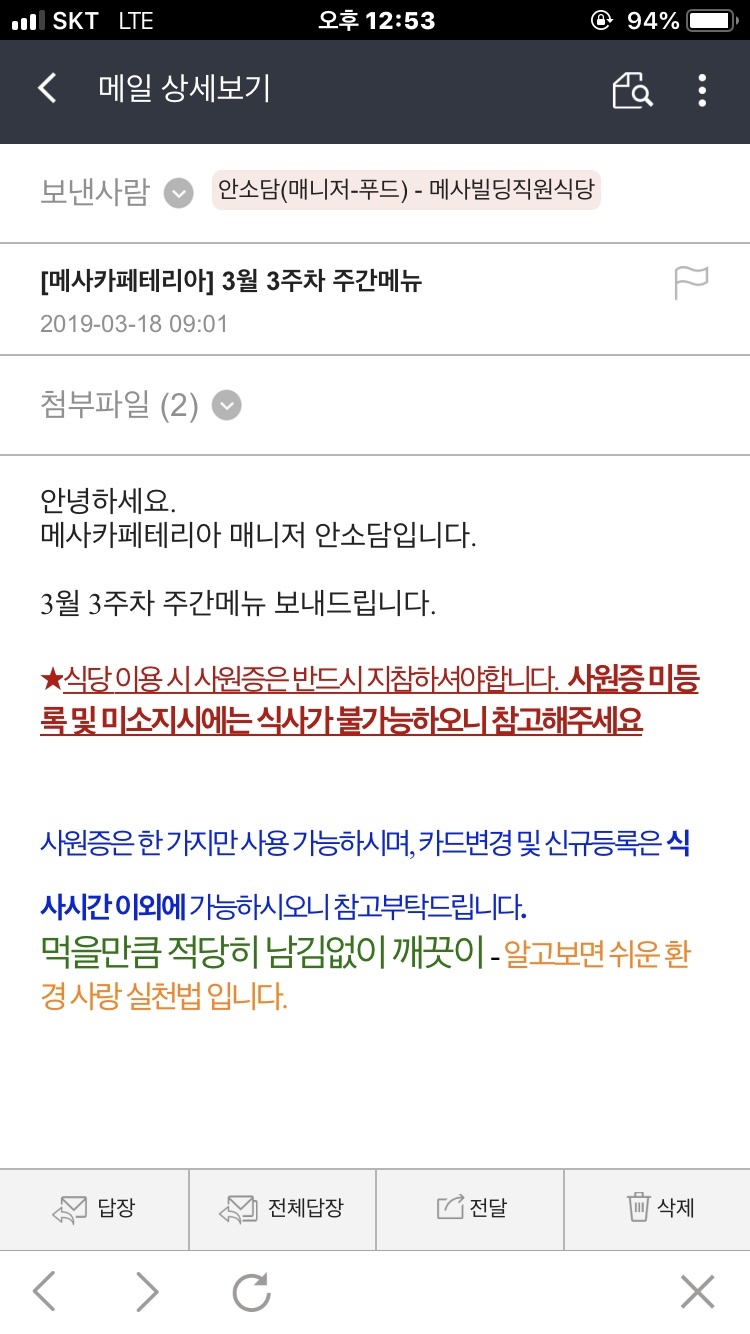 SKT LTE 오후 12:53 94%
메일 상세보기
보낸사람 안소담(매니저-푸드) - 메사빌딩직원식당
[메사카페테리아] 3월 3주차 주간메뉴
2019-03-18 09:01
첨부파일 (2)
안녕하세요.
메사카페테리아 매니저 안소담입니다.
3월 3주차 주간메뉴 보내드립니다.
★식당 이용 시 사원증은 반드시 지참하셔야합니다. 사원증 미등
록 및 미소지시에는 식사가 불가능하오니 참고해주세요
사원증은 한 가지만 사용 가능하시며, 카드변경 및 신규등록은 식
사시간 이외에 가능하시오니 참고부탁드립니다.
먹을만큼 적당히 남김없이 깨끗이 - 알고보면 쉬운 환
경 사랑 실천법 입니다.
답장 전체답장 전달 삭제